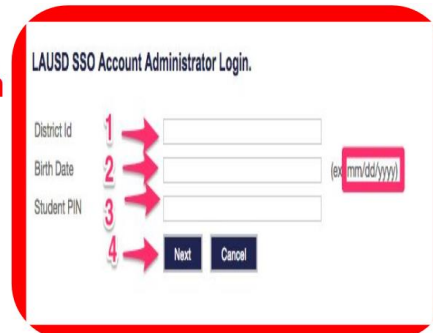 LAUSD SSO Account Administrator Login.
District Id 1
Birth Date 2 (ex mm/dd/yyyy)
Student PIN 3
4 Next Cancel